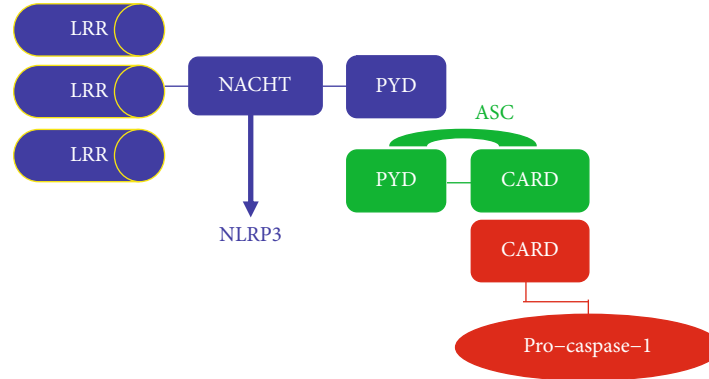 LRR
LRR
NACHT
PYD
LRR
ASC
PYD
CARD
NLRP3
CARD
Pro−caspase−1